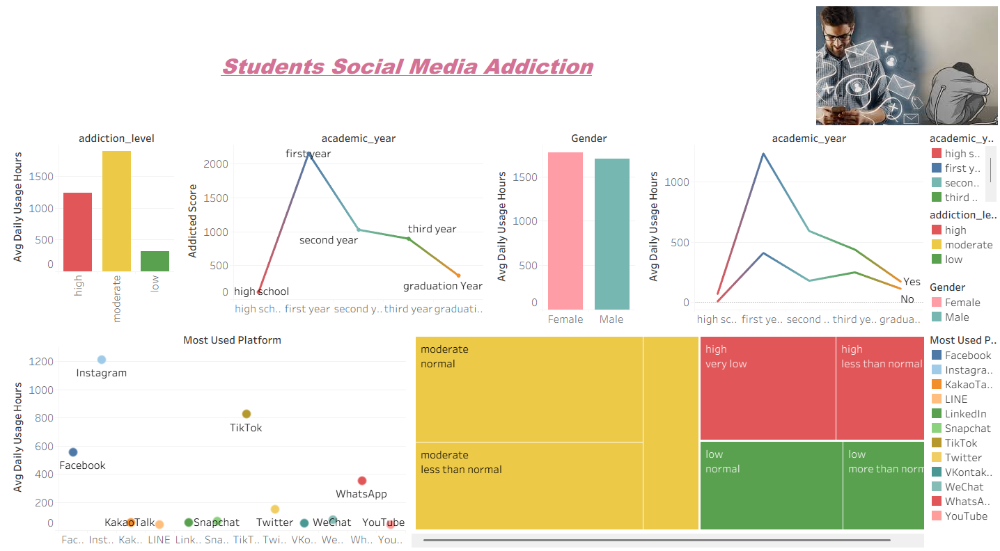 Students Social Media Addiction
addiction_level
Avg Daily Usage Hours
1500
1000
500
0
high
moderate
low
academic_year
Addicted Score
2000
1500
1000
500
0
first year
second year
third year
graduation Year
high school
high sch.. first year second y.. third year graduati..
Gender
Avg Daily Usage Hours
1500
1000
500
0
Female Male
academic_year
Avg Daily Usage Hours
1000
500
0
Yes
No
high sc.. first ye.. second .. third ye.. gradua..
academic_y..
high s..
first y..
secon..
third ..
addiction_le..
high
moderate
low
Gender
Female
Male
Most Used Platform
Avg Daily Usage Hours
1200
1000
800
600
400
200
0
Instagram
TikTok
Facebook
WhatsApp
KakaoTalk Snapchat Twitter WeChat YouTube
Fac.. Inst.. Kak.. LINE Link.. Sna.. TikT.. Twi.. VKo.. We.. Wh.. You..
moderate
normal
moderate
less than normal
high
very low
high
less than normal
low
normal
low
more than norm
Most Used P..
Facebook
Instagra..
KakaoTa..
LINE
LinkedIn
Snapchat
TikTok
Twitter
VKontak..
WeChat
WhatsA..
YouTube